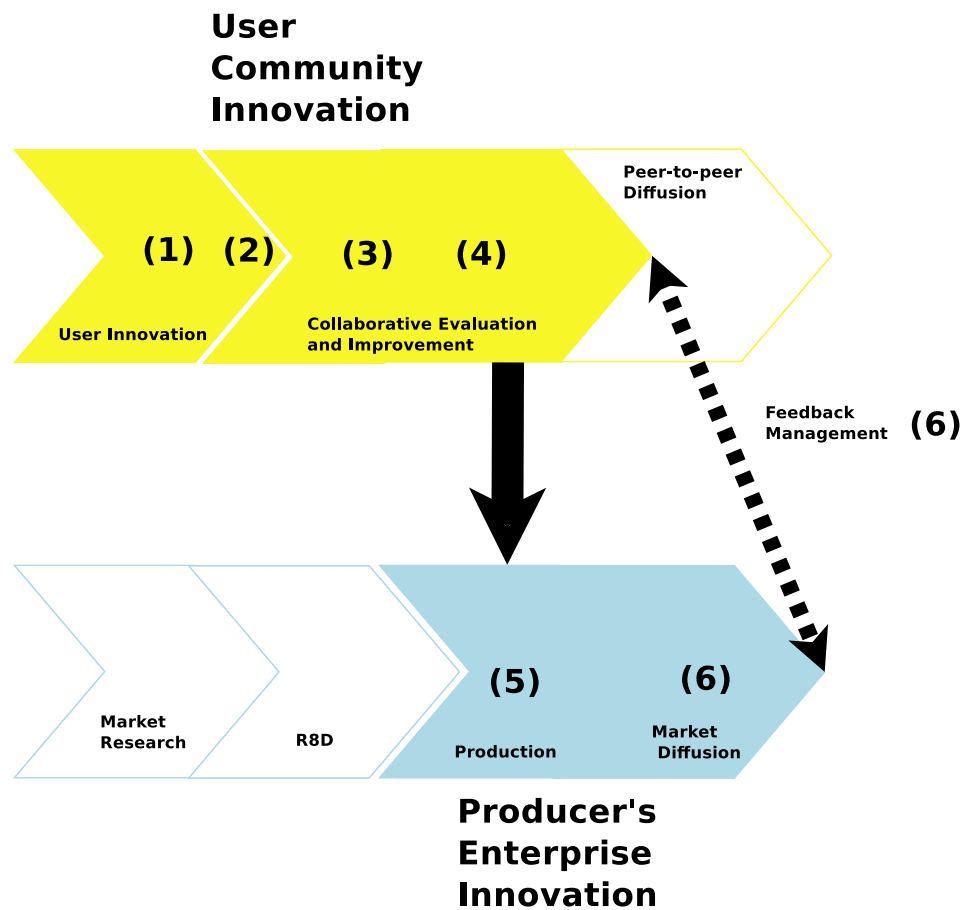 User
Community
Innovation
Peer-to-peer
Diffusion
(1)
(2)
(3)
(4)
User Innovation
Collaborative Evaluation
and Improvement
Feedback
Management
(6)
(5)
(6)
Market
Research
R8D
Production
Market
Diffusion
Producer's
Enterprise
Innovation